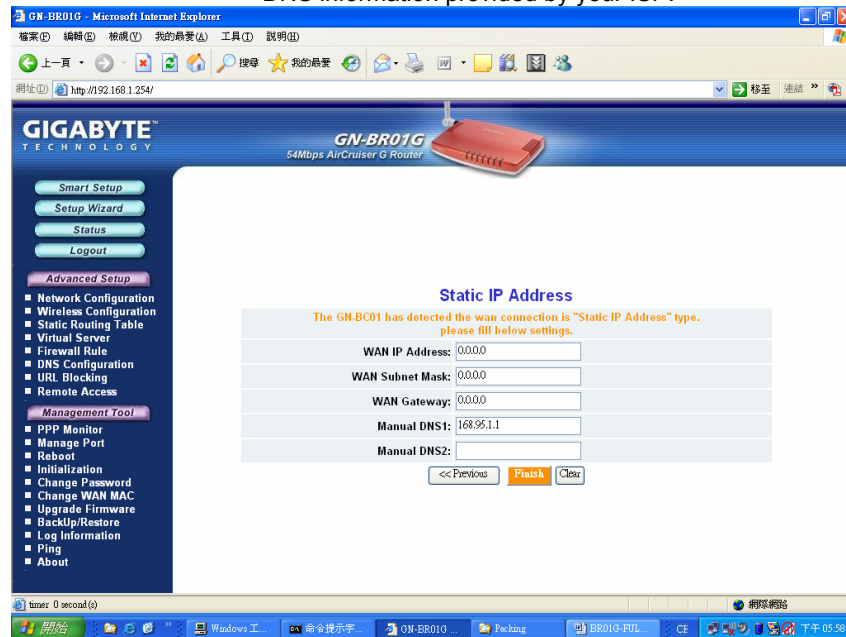 GN-BR01G - Microsoft Internet Explorer
檔案(F) 編輯(E) 檢視(V) 我的最愛(A) 工具(T) 說明(H)
上一頁 搜尋 我的最愛
網址(D) http://192.168.1.254/ 移至 連結 »
GIGABYTE™
TECHNOLOGY
GN-BR01G
54Mbps AirCruiser G Router
Smart Setup
Setup Wizard
Status
Logout
Advanced Setup
Network Configuration
Wireless Configuration
Static Routing Table
Virtual Server
Firewall Rule
DNS Configuration
URL Blocking
Remote Access
Management Tool
PPP Monitor
Manage Port
Reboot
Initialization
Change Password
Change WAN MAC
Upgrade Firmware
BackUp/Restore
Log Information
Ping
About
Static IP Address
The GN-BC01 has detected the wan connection is "Static IP Address" type.
please fill below settings.
WAN IP Address: 0.0.0.0
WAN Subnet Mask: 0.0.0.0
WAN Gateway: 0.0.0.0
Manual DNS1: 168.95.1.1
Manual DNS2:
<< Previous Finish Clear
timer 0 second(s) 網際網路
開始 » Windows 工... 命令提示字... GN-BR01G ... Packing BR01G-FUL... CH 下午 05:58